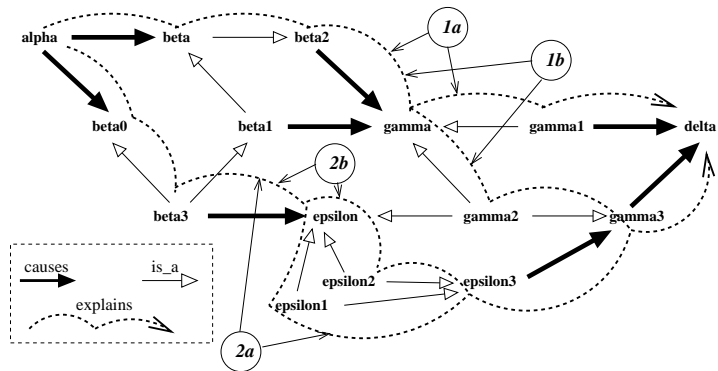 1a
alpha beta beta2
1b
beta0 beta1 gamma gamma1 delta
2b
beta3 epsilon gamma2 gamma3
causes is_a
epsilon2 epsilon3
explains
epsilon1
2a